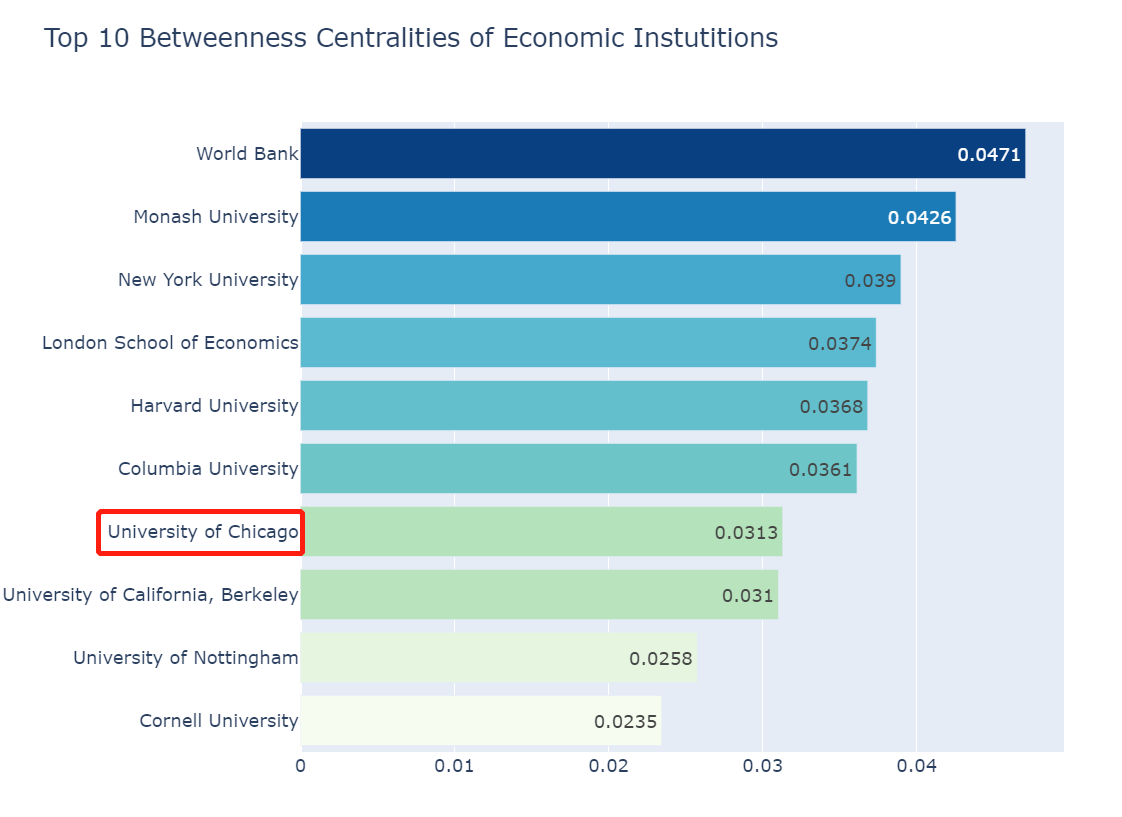 Top 10 Betweenness Centralities of Economic Instutitions
World Bank 0.0471
Monash University 0.0426
New York University 0.039
London School of Economics 0.0374
Harvard University 0.0368
Columbia University 0.0361
University of Chicago 0.0313
University of California, Berkeley 0.031
University of Nottingham 0.0258
Cornell University 0.0235
0 0.01 0.02 0.03 0.04